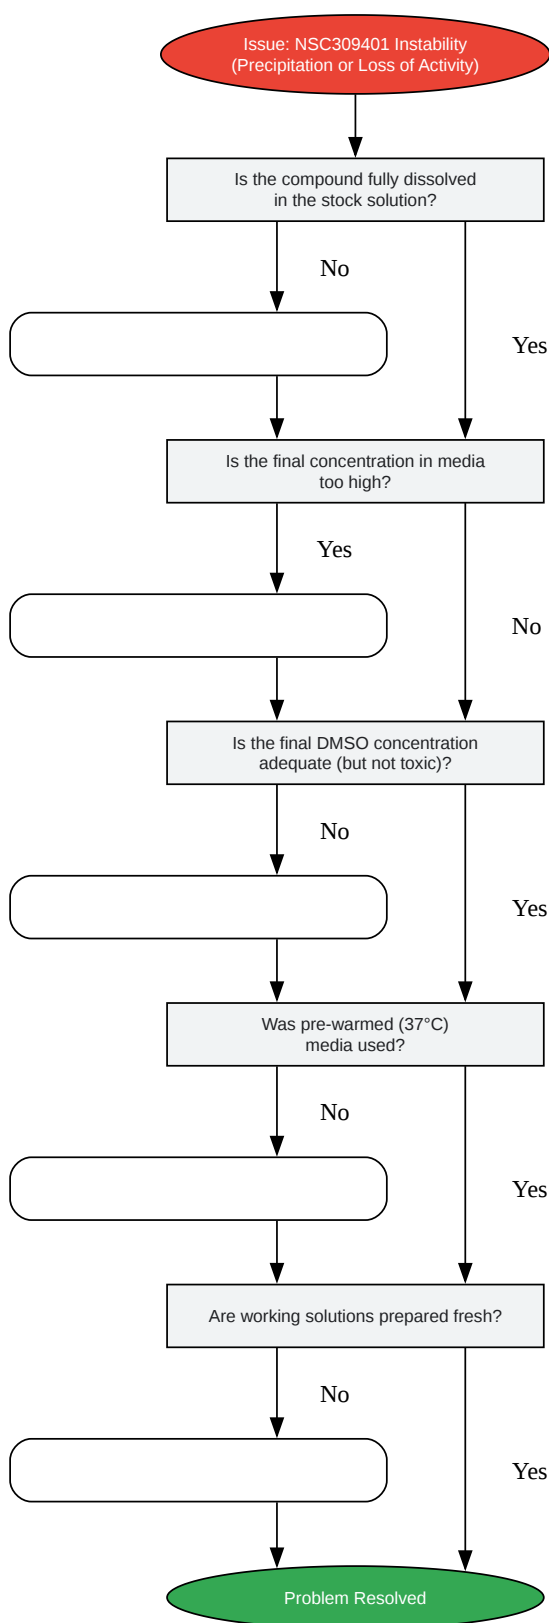 Issue: NSC309401 Instability
(Precipitation or Loss of Activity)
Is the compound fully dissolved
in the stock solution?
No
Yes
Is the final concentration in media
too high?
Yes
No
Is the final DMSO concentration
adequate (but not toxic)?
No
Yes
Was pre-warmed (37°C)
media used?
No
Yes
Are working solutions prepared fresh?
No
Yes
Problem Resolved